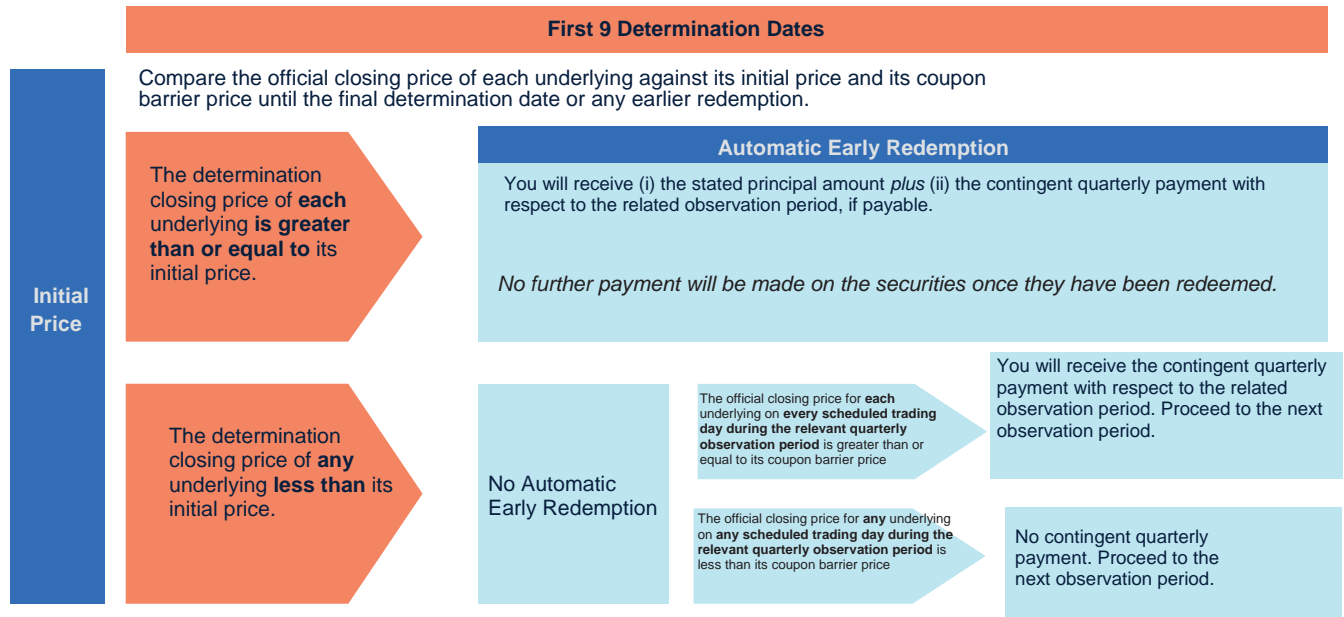 First 9 Determination Dates
Compare the official closing price of each underlying against its initial price and its coupon
barrier price until the final determination date or any earlier redemption.
Initial
Price
The determination
closing price of each
underlying is greater
than or equal to its
initial price.
Automatic Early Redemption
You will receive (i) the stated principal amount plus (ii) the contingent quarterly payment with
respect to the related observation period, if payable.
No further payment will be made on the securities once they have been redeemed.
The determination
closing price of any
underlying less than its
initial price.
No Automatic
Early Redemption
The official closing price for each
underlying on every scheduled trading
day during the relevant quarterly
observation period is greater than or
equal to its coupon barrier price
You will receive the contingent quarterly
payment with respect to the related
observation period. Proceed to the next
observation period.
The official closing price for any underlying
on any scheduled trading day during the
relevant quarterly observation period is
less than its coupon barrier price
No contingent quarterly
payment. Proceed to the
next observation period.